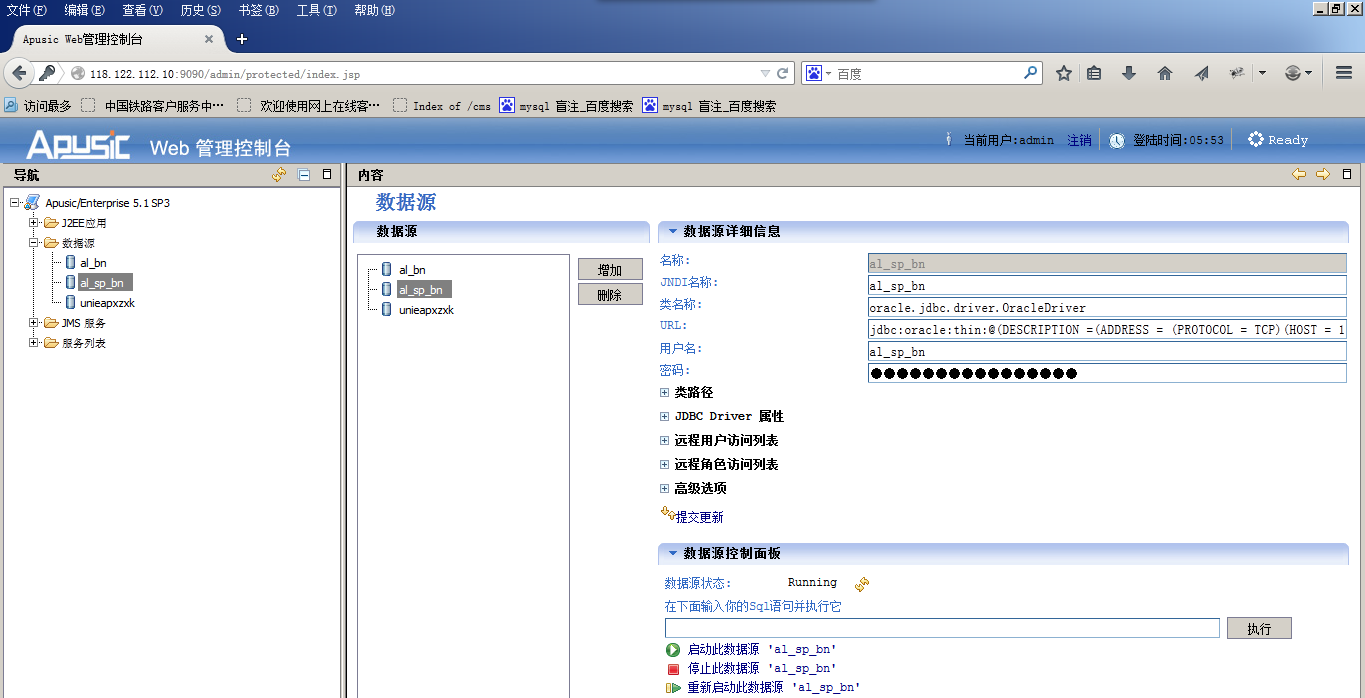 文件(F) 编辑(E) 查看(V) 历史(S) 书签(B) 工具(T) 帮助(H)
Apusic Web管理控制台
118.122.112.10:9090/admin/protected/index.jsp
百度
访问最多 中国铁路客户服务中… 欢迎使用网上在线客… Index of /cms mysql 盲注_百度搜索 mysql 盲注_百度搜索
Apusic Web 管理控制台
当前用户:admin 注销 登陆时间:05:53 Ready
导航
Apusic/Enterprise 5.1 SP3
J2EE应用
数据源
al_bn
al_sp_bn
unieapxzxk
JMS 服务
服务列表
内容
数据源
数据源
al_bn
al_sp_bn
unieapxzxk
增加
删除
数据源详细信息
名称: al_sp_bn
JNDI名称: al_sp_bn
类名称: oracle.jdbc.driver.OracleDriver
URL: jdbc:oracle:thin:@(DESCRIPTION =(ADDRESS = (PROTOCOL = TCP)(HOST = 1
用户名: al_sp_bn
密码: ●●●●●●●●●●●●●●●●
类路径
JDBC Driver 属性
远程用户访问列表
远程角色访问列表
高级选项
提交更新
数据源控制面板
数据源状态: Running
在下面输入你的Sql语句并执行它
执行
启动此数据源 'al_sp_bn'
停止此数据源 'al_sp_bn'
重新启动此数据源 'al_sp_bn'